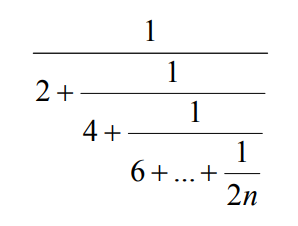 1
2 + 1
4 + 1
6 + ... + 1
2n